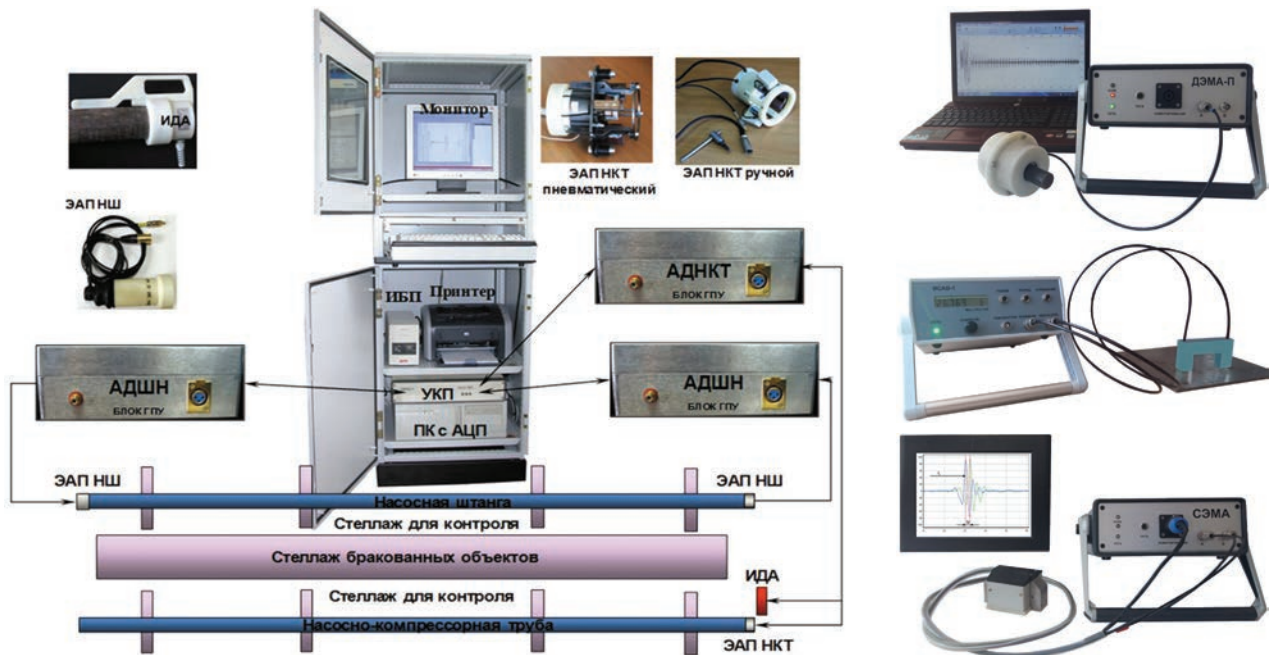 ИДА
ЭАП НШ
Монитор
ЭАП НКТ
пневматический
ЭАП НКТ ручной
ИБП
Принтер
УКП
ПК с АЦП
АДНКТ
БЛОК ГПУ
АДШН
БЛОК ГПУ
АДШН
БЛОК ГПУ
ЭАП НШ
Насосная штанга
ЭАП НШ
Стеллаж для контроля
Стеллаж бракованных объектов
Стеллаж для контроля
ИДА
Насосно-компрессорная труба
ЭАП НКТ
ДЭМА-П
СЭМА